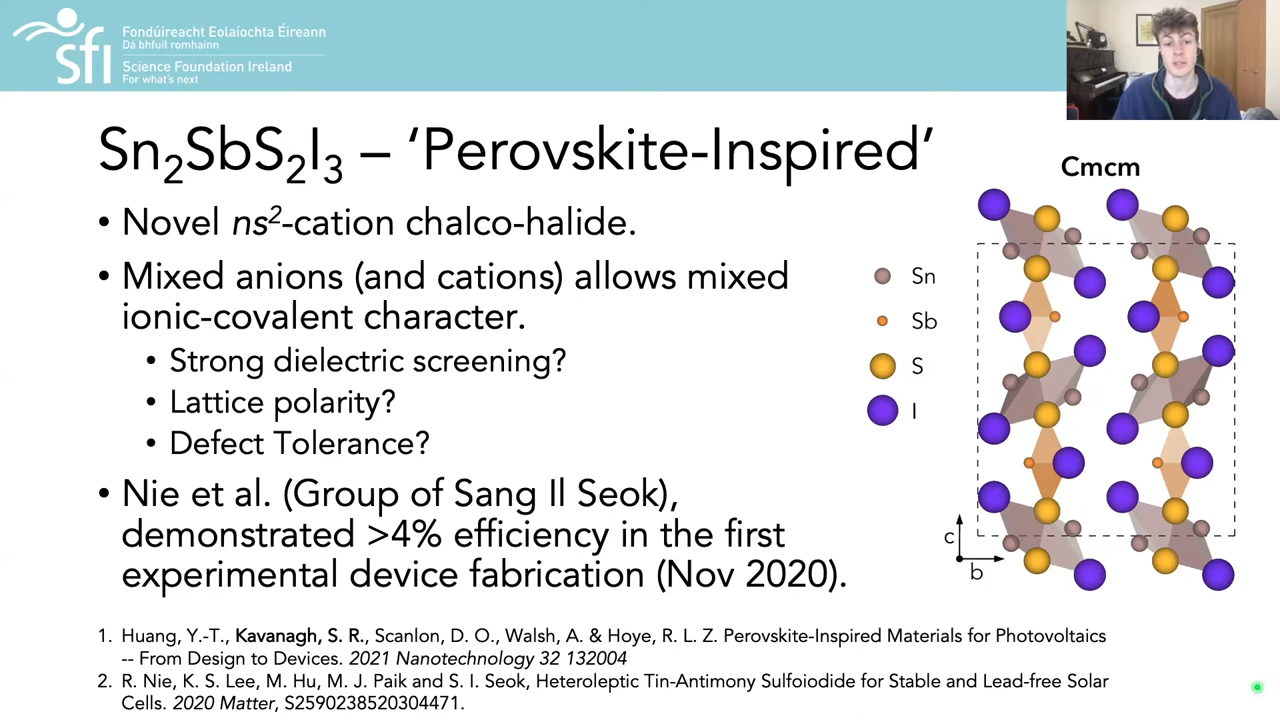 Fondúireacht Eolaíochta Éireann
Dá bhfuil romhainn
sfi
Science Foundation Ireland
For what's next
Sn₂SbS₂I₃ – ‘Perovskite-Inspired’
• Novel ns²-cation chalco-halide.
• Mixed anions (and cations) allows mixed
ionic-covalent character.
• Strong dielectric screening?
• Lattice polarity?
• Defect Tolerance?
• Nie et al. (Group of Sang Il Seok),
demonstrated >4% efficiency in the first
experimental device fabrication (Nov 2020).
Cmcm
Sn
Sb
S
I
c
b
1. Huang, Y.-T., Kavanagh, S. R., Scanlon, D. O., Walsh, A. & Hoye, R. L. Z. Perovskite-Inspired Materials for Photovoltaics
-- From Design to Devices. 2021 Nanotechnology 32 132004
2. R. Nie, K. S. Lee, M. Hu, M. J. Paik and S. I. Seok, Heteroleptic Tin-Antimony Sulfoiodide for Stable and Lead-free Solar
Cells. 2020 Matter, S2590238520304471.